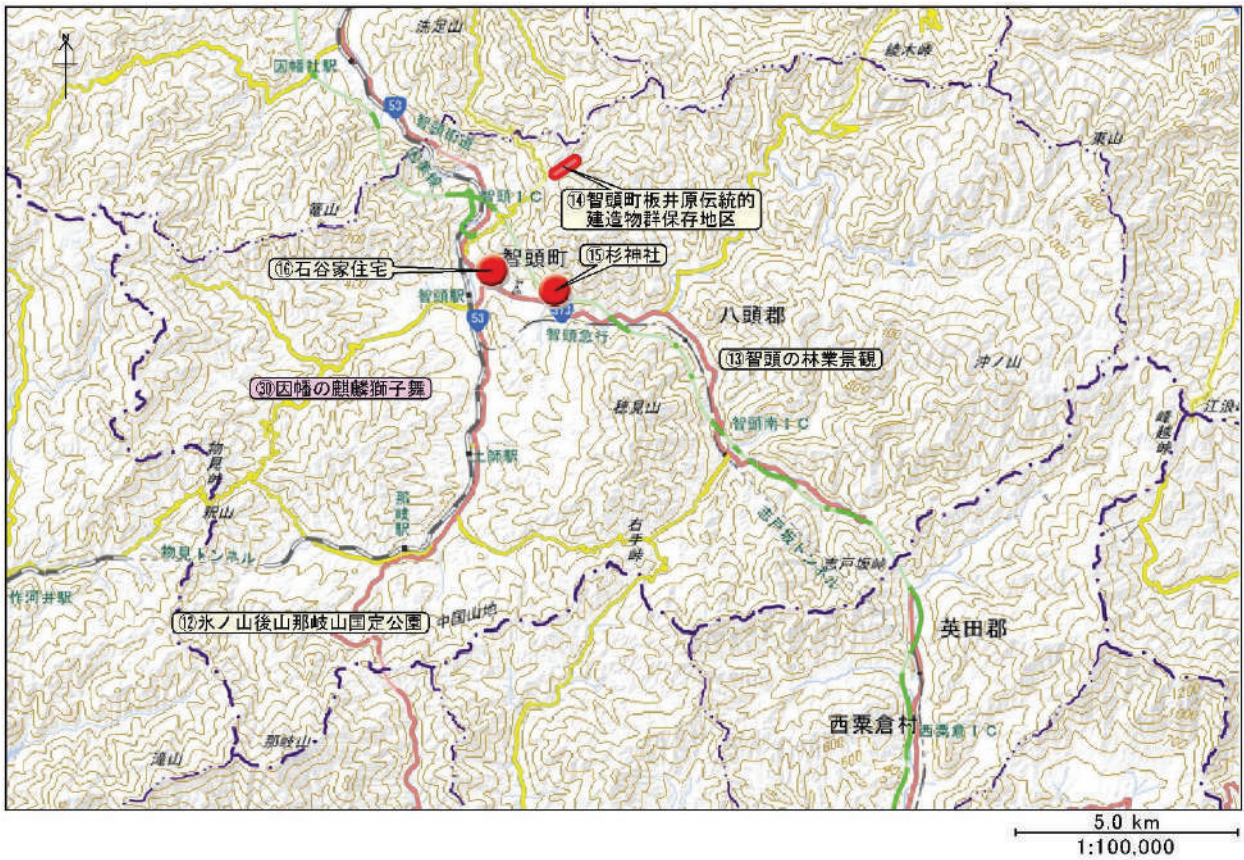 洗足山
綾木峠
因幡社駅
53
智頭街道
因美線
東山
智頭IC
⑭智頭町板井原伝統的
建造物群保存地区
篭山
智頭町
⑮杉神社
⑯石谷家住宅
智頭駅
53
373
智頭急行
八頭郡
⑬智頭の林業景観
沖ノ山
㉚因幡の麒麟獅子舞
穂見山
江浪
峰越峠
智頭南IC
物見峠
土師駅
那岐駅
釈山
右手峠
志戸坂トンネル
志戸坂峠
物見トンネル
作河井駅
⑫氷ノ山後山那岐山国定公園
中国山地
英田郡
西粟倉村
西粟倉IC
那岐山
滝山
5.0 km
1:100,000